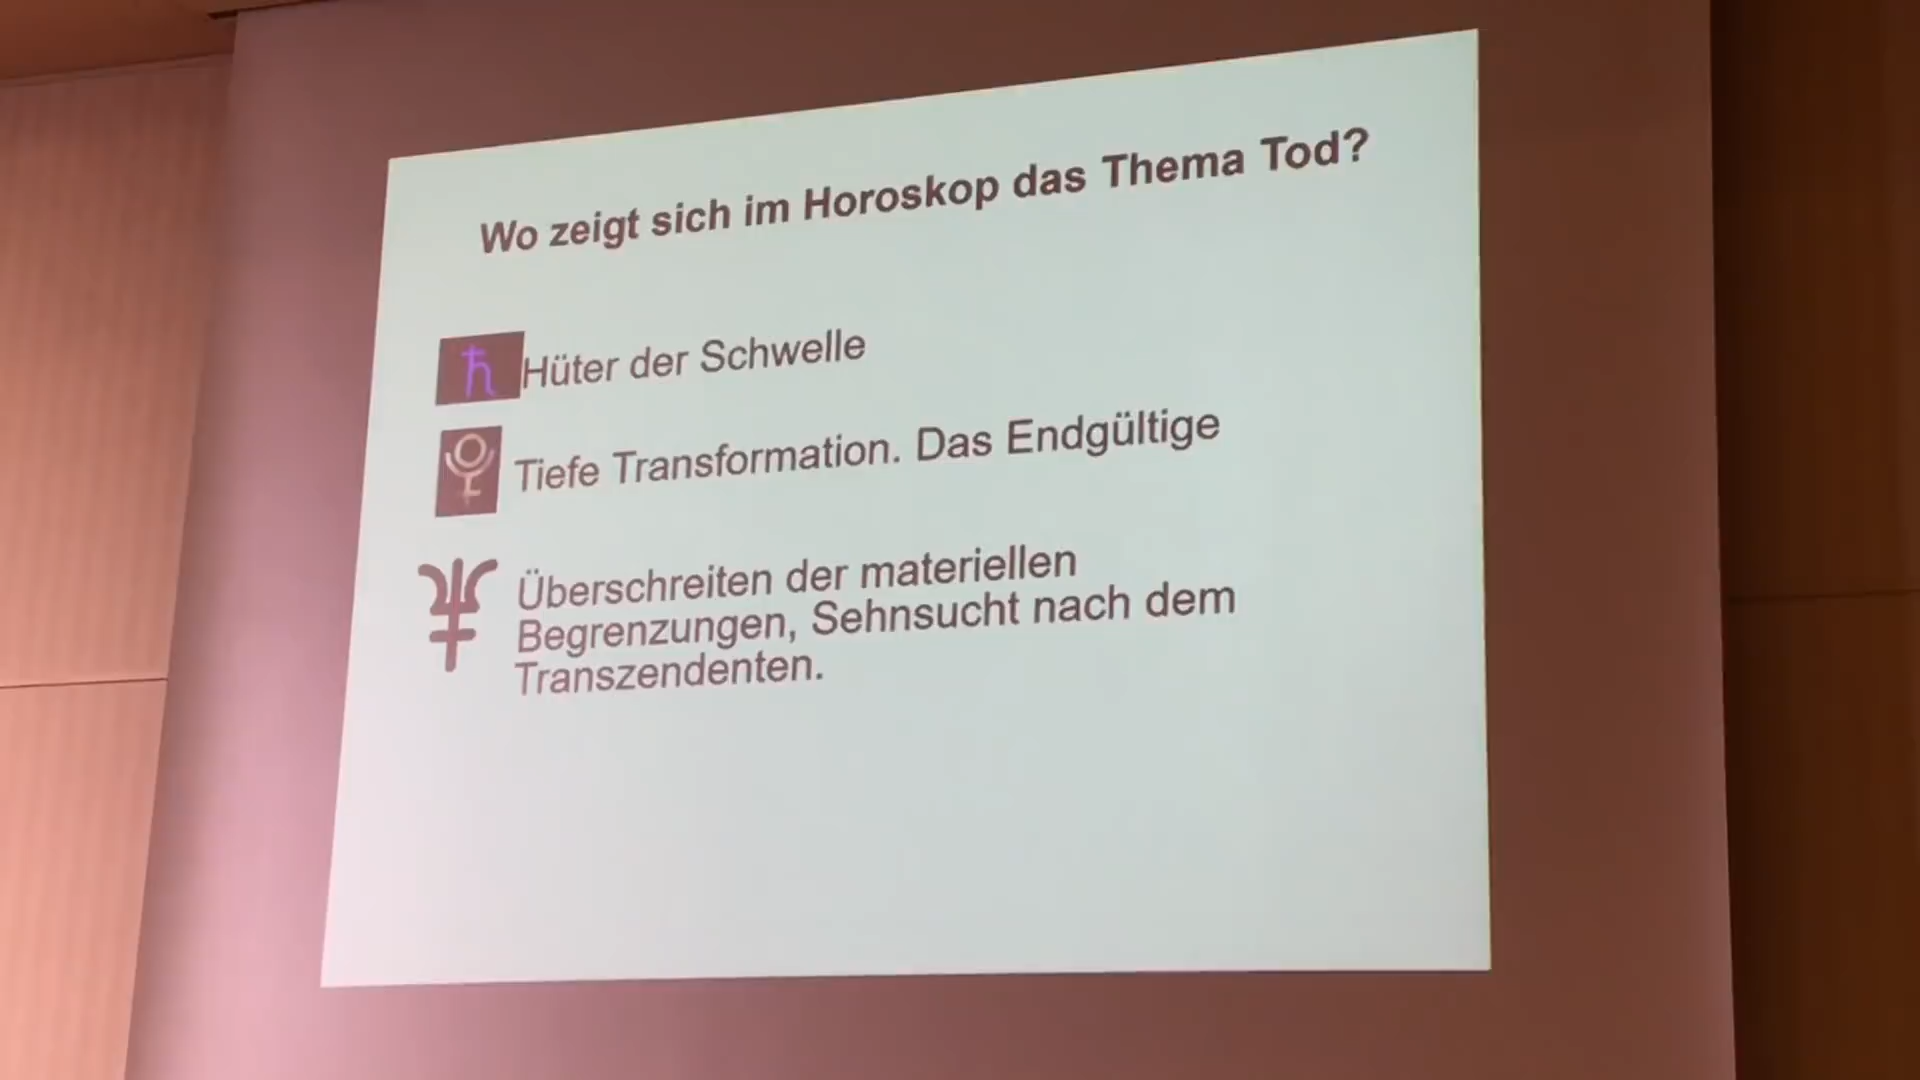 Wo zeigt sich im Horoskop das Thema Tod?
Hüter der Schwelle
Tiefe Transformation. Das Endgültige
Überschreiten der materiellen
Begrenzungen, Sehnsucht nach dem
Transzendenten.